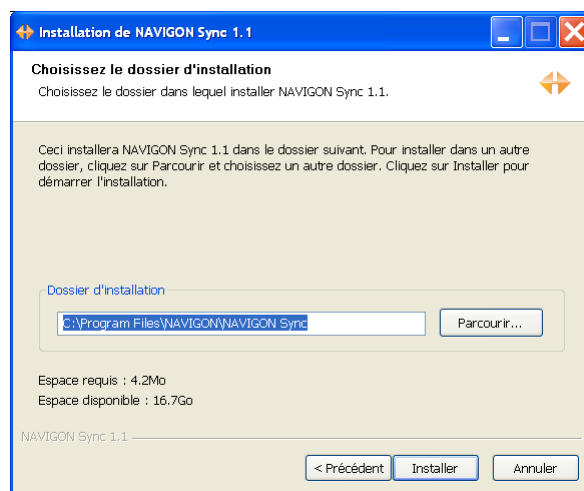 Installation de NAVIGON Sync 1.1
Choisissez le dossier d'installation
Choisissez le dossier dans lequel installer NAVIGON Sync 1.1.
Ceci installera NAVIGON Sync 1.1 dans le dossier suivant. Pour installer dans un autre
dossier, cliquez sur Parcourir et choisissez un autre dossier. Cliquez sur Installer pour
démarrer l'installation.
Dossier d'installation
C:\Program Files\NAVIGON\NAVIGON Sync
Parcourir...
Espace requis : 4.2Mo
Espace disponible : 16.7Go
NAVIGON Sync 1.1
< Précédent Installer Annuler